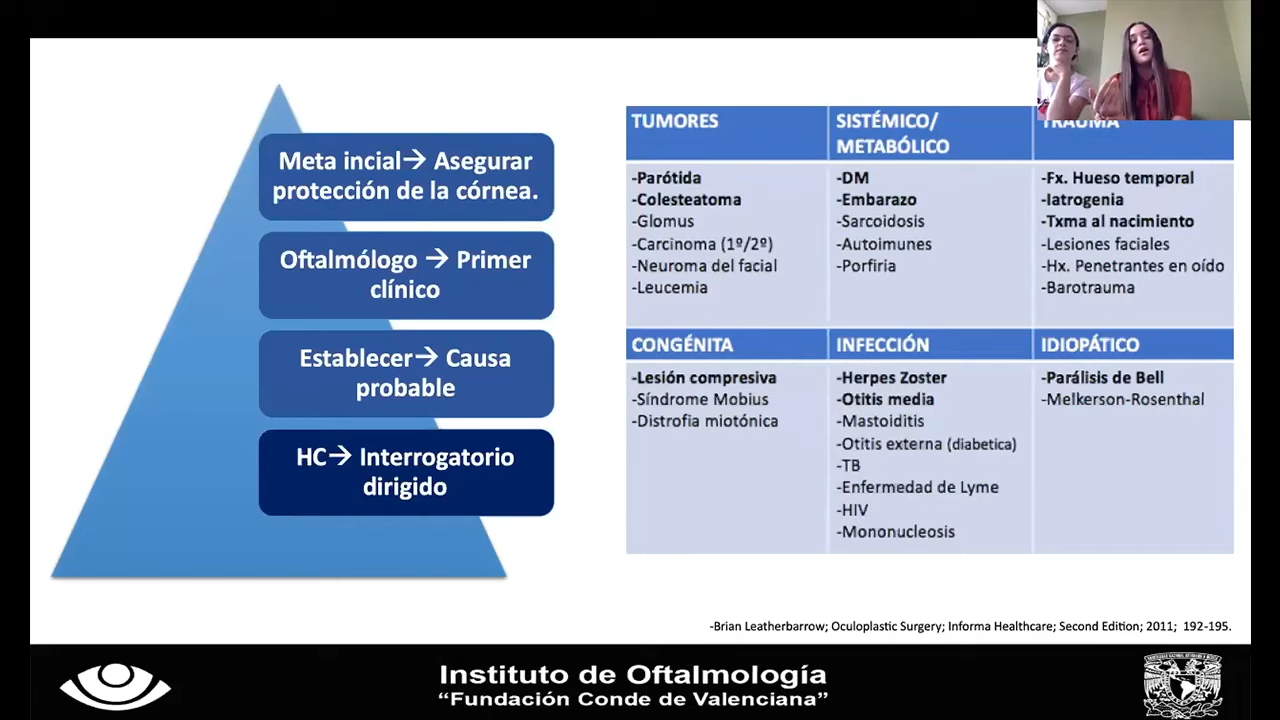 Meta incial→ Asegurar
protección de la córnea.
Oftalmólogo → Primer
clínico
Establecer→ Causa
probable
HC→ Interrogatorio
dirigido
TUMORES
-Parótida
-Colesteatoma
-Glomus
-Carcinoma (1º/2º)
-Neuroma del facial
-Leucemia
SISTÉMICO/
METABÓLICO
-DM
-Embarazo
-Sarcoidosis
-Autoimunes
-Porfiria
TRAUMA
-Fx. Hueso temporal
-Iatrogenia
-Txma al nacimiento
-Lesiones faciales
-Hx. Penetrantes en oído
-Barotrauma
CONGÉNITA
-Lesión compresiva
-Síndrome Mobius
-Distrofia miotónica
INFECCIÓN
-Herpes Zoster
-Otitis media
-Mastoiditis
-Otitis externa (diabetica)
-TB
-Enfermedad de Lyme
-HIV
-Mononucleosis
IDIOPÁTICO
-Parálisis de Bell
-Melkerson-Rosenthal
-Brian Leatherbarrow; Oculoplastic Surgery; Informa Healthcare; Second Edition; 2011; 192-195.
Instituto de Oftalmología
“Fundación Conde de Valenciana”